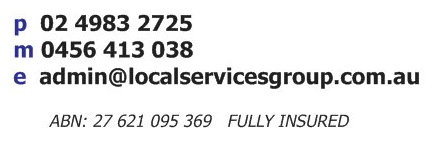 p 02 4983 2725
m 0456 413 038
e admin@localservicesgroup.com.au
ABN: 27 621 095 369 FULLY INSURED